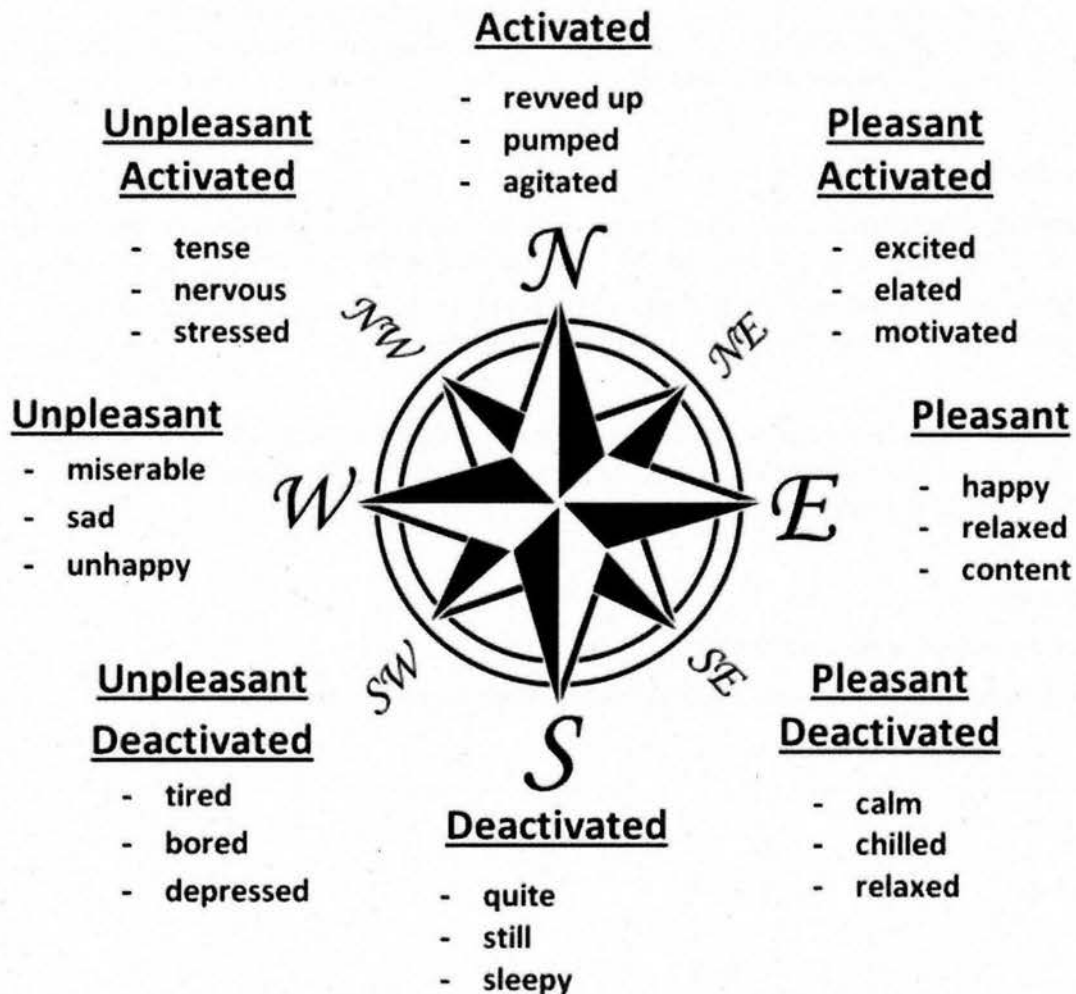 Activated
- revved up
- pumped
- agitated
Unpleasant
Activated
- tense
- nervous
- stressed
Pleasant
Activated
- excited
- elated
- motivated
N
NW
NE
Unpleasant
- miserable
- sad
- unhappy
W
E
Pleasant
- happy
- relaxed
- content
SW
SE
S
Unpleasant
Deactivated
- tired
- bored
- depressed
Deactivated
- quite
- still
- sleepy
Pleasant
Deactivated
- calm
- chilled
- relaxed